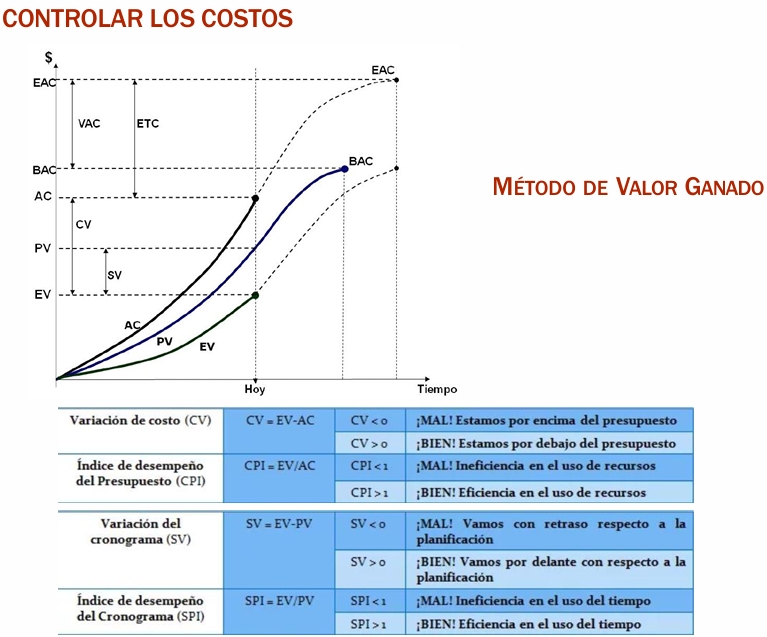 CONTROLAR LOS COSTOS
$
EAC
EAC
VAC
ETC
BAC
BAC
AC
CV
PV
SV
EV
AC
PV
EV
Hoy
Tiempo
MÉTODO DE VALOR GANADO
Variación de costo (CV)
CV = EV-AC
CV < 0
¡MAL! Estamos por encima del presupuesto
CV > 0
¡BIEN! Estamos por debajo del presupuesto
Índice de desempeño
del Presupuesto (CPI)
CPI = EV/AC
CPI < 1
¡MAL! Ineficiencia en el uso de recursos
CPI > 1
¡BIEN! Eficiencia en el uso de recursos
Variación del
cronograma (SV)
SV = EV-PV
SV < 0
¡MAL! Vamos con retraso respecto a la
planificación
SV > 0
¡BIEN! Vamos por delante con respecto a la
planificación
Índice de desempeño
del Cronograma (SPI)
SPI = EV/PV
SPI < 1
¡MAL! Ineficiencia en el uso del tiempo
SPI > 1
¡BIEN! Eficiencia en el uso del tiempo